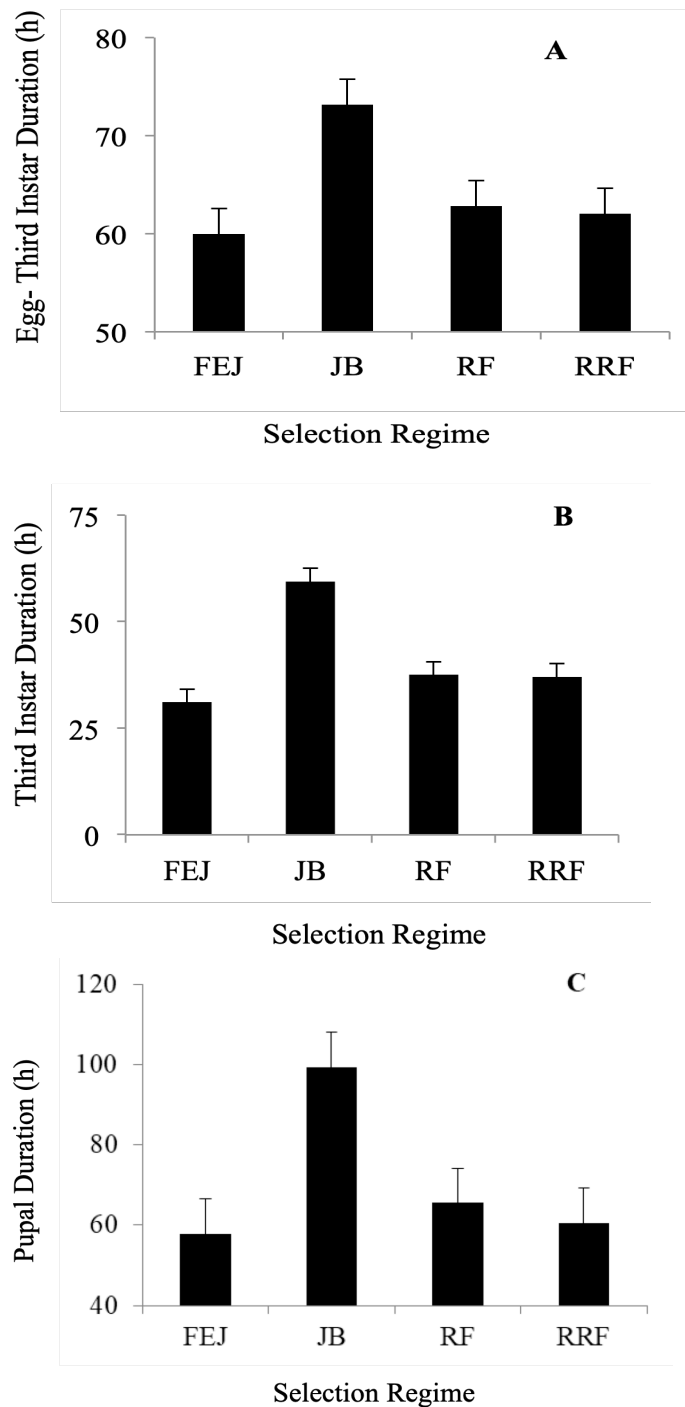 A
Egg- Third Instar Duration (h)
80
70
60
50
FEJ JB RF RRF
Selection Regime
B
Third Instar Duration (h)
75
50
25
0
FEJ JB RF RRF
Selection Regime
C
Pupal Duration (h)
120
100
80
60
40
FEJ JB RF RRF
Selection Regime